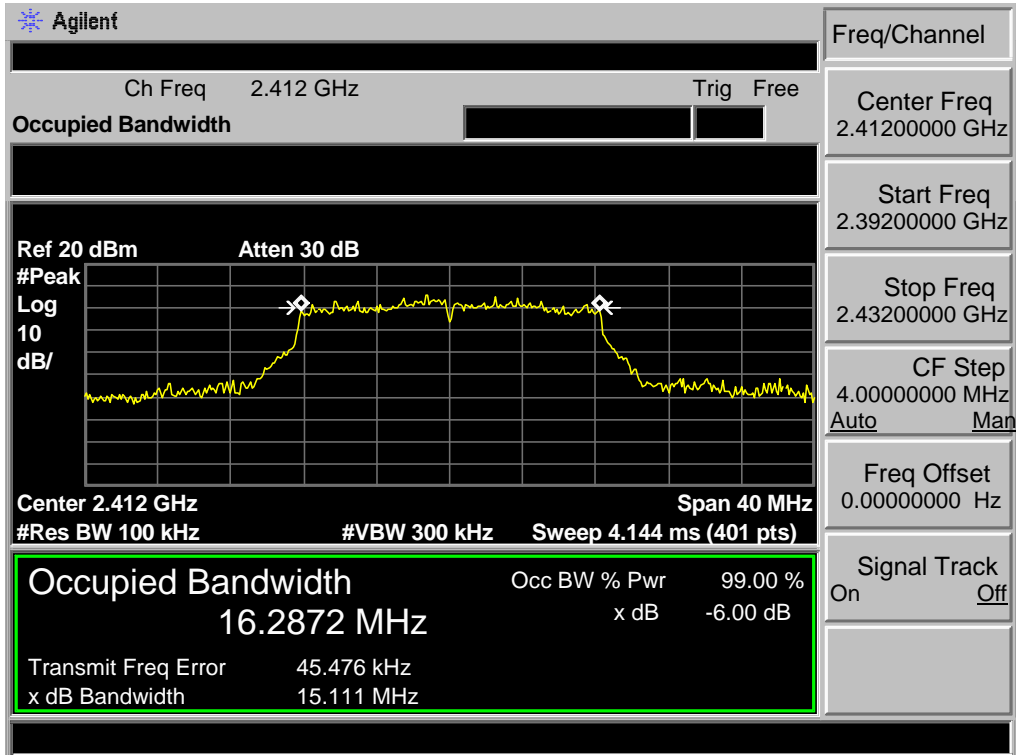 Agilent
Freq/Channel
Ch Freq 2.412 GHz Trig Free
Occupied Bandwidth
Center Freq
2.41200000 GHz
Start Freq
2.39200000 GHz
Stop Freq
2.43200000 GHz
CF Step
4.00000000 MHz
Auto Man
Freq Offset
0.00000000 Hz
Signal Track
On Off
Ref 20 dBm Atten 30 dB
#Peak
Log
10
dB/
Center 2.412 GHz Span 40 MHz
#Res BW 100 kHz #VBW 300 kHz Sweep 4.144 ms (401 pts)
Occupied Bandwidth
16.2872 MHz
Occ BW % Pwr 99.00 %
x dB -6.00 dB
Transmit Freq Error 45.476 kHz
x dB Bandwidth 15.111 MHz